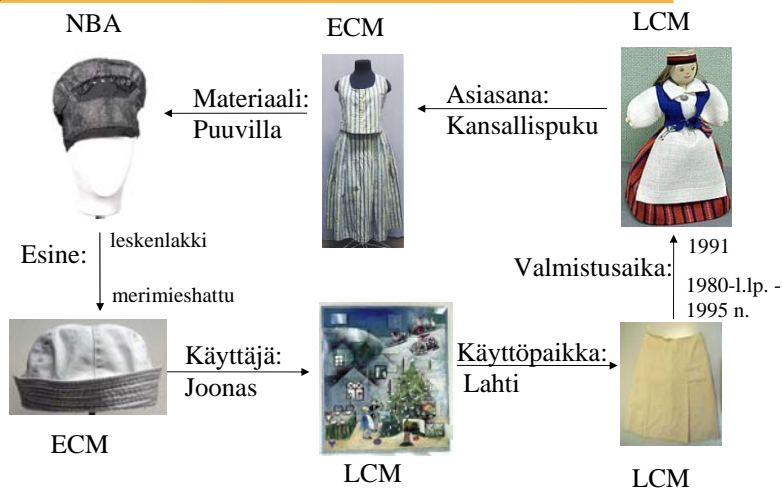 NBA
ECM
LCM
Materiaali:
Puuvilla
Asiasana:
Kansallispuku
Esine:
leskenlakki
merimieshattu
Valmistusaika:
1991
1980-l.lp. -
1995 n.
Käyttäjä:
Joonas
Käyttöpaikka:
Lahti
ECM
LCM
LCM